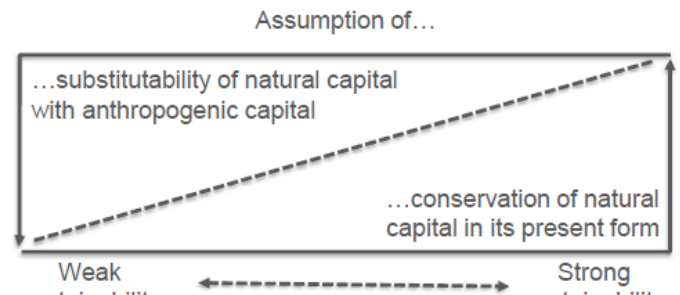 Assumption of…
…substitutability of natural capital
with anthropogenic capital
…conservation of natural
capital in its present form
Weak
Strong